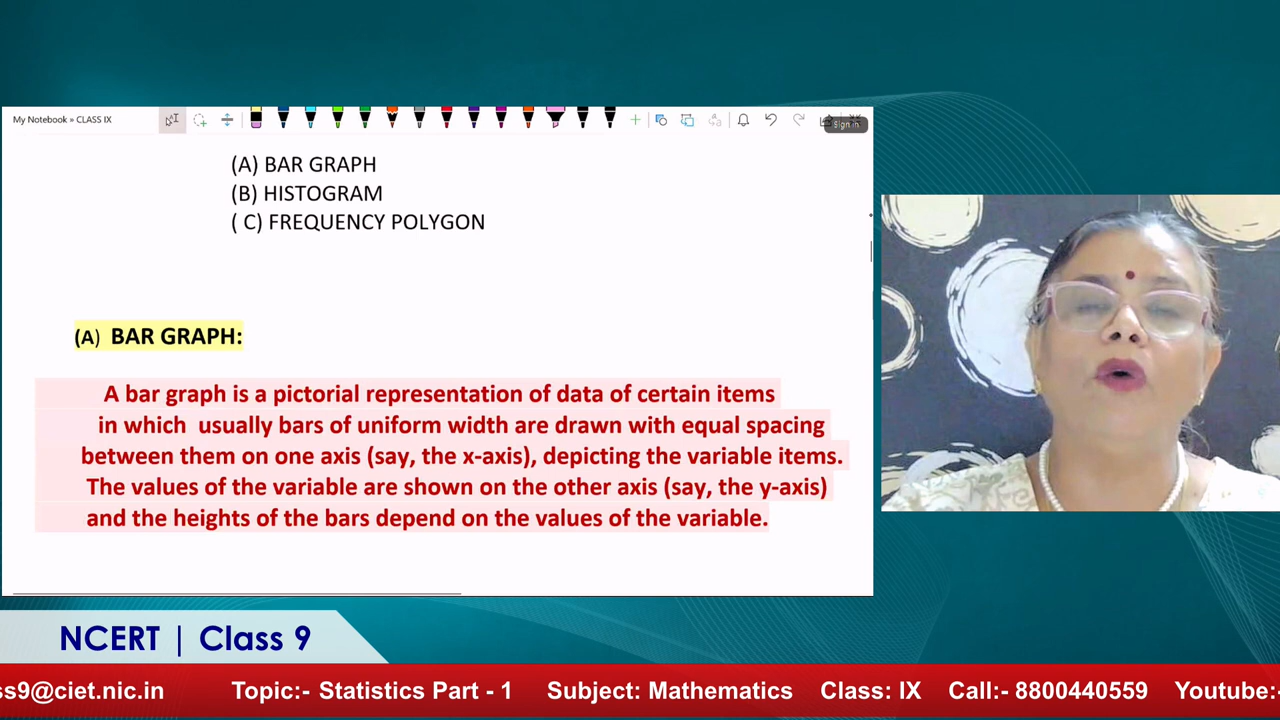 My Notebook » CLASS IX
Sign in
(A) BAR GRAPH
(B) HISTOGRAM
( C) FREQUENCY POLYGON
(A) BAR GRAPH:
A bar graph is a pictorial representation of data of certain items
in which usually bars of uniform width are drawn with equal spacing
between them on one axis (say, the x-axis), depicting the variable items.
The values of the variable are shown on the other axis (say, the y-axis)
and the heights of the bars depend on the values of the variable.
NCERT | Class 9
ss9@ciet.nic.in Topic:- Statistics Part - 1 Subject: Mathematics Class: IX Call:- 8800440559 Youtube:-